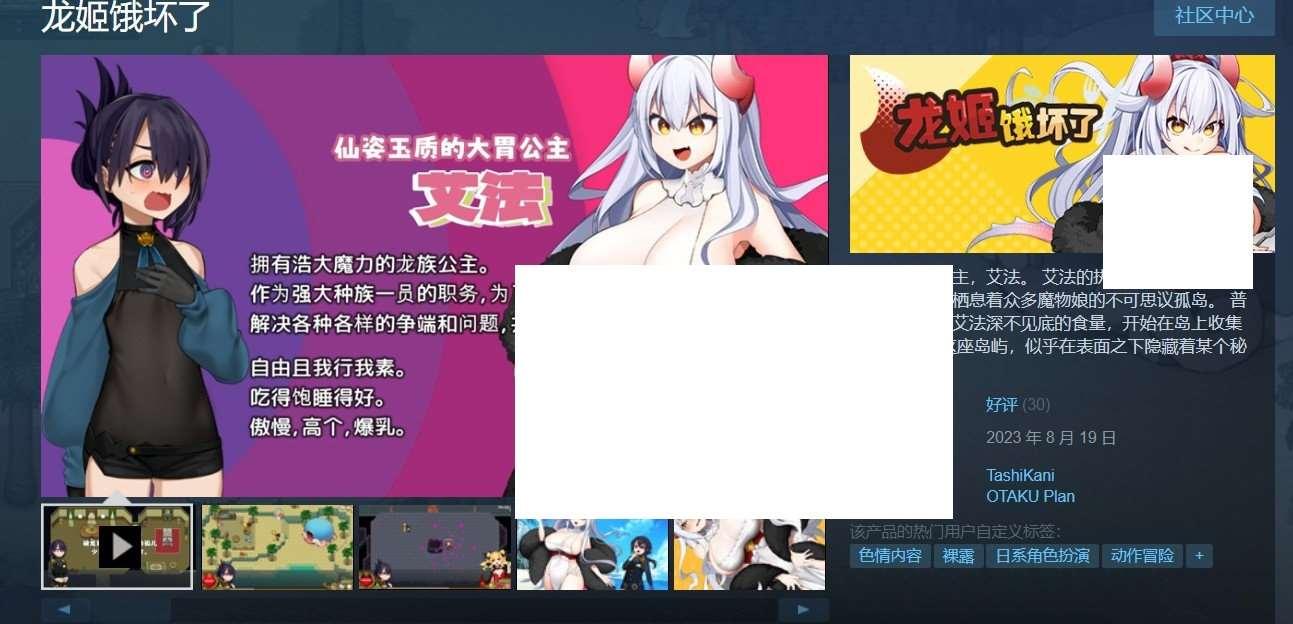 龙姬饿坏了
社区中心
仙姿玉质的大胃公主
艾法
拥有浩大魔力的龙族公主。
作为强大种族一员的职务,为
解决各种各样的争端和问题,
自由且我行我素。
吃得饱睡得好。
傲慢,高个,爆乳。
龙姬饿坏了
主，艾法。 艾法的
栖息着众多魔物娘的不可思议孤岛。 普
艾法深不见底的食量，开始在岛上收集
座岛屿，似乎在表面之下隐藏着某个秘
好评 (30)
2023 年 8 月 19 日
TashiKani
OTAKU Plan
该产品的热门用户自定义标签：
色情内容 裸露 日系角色扮演 动作冒险 +